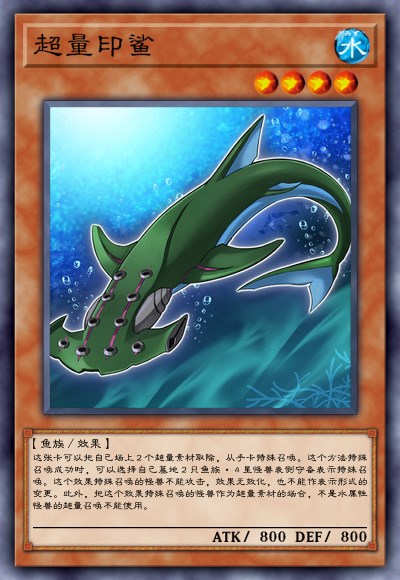 超量印鲨
水
【鱼族／效果】
这张卡可以把自己场上２个超量素材取除，从手卡特殊召唤。这个方法特殊
召唤成功时，可以选择自己墓地２只鱼族·４星怪兽表侧守备表示特殊召
唤。这个效果特殊召唤的怪兽不能攻击，效果无效化，也不能作表示形式的
变更。此外，把这个效果特殊召唤的怪兽作为超量素材的场合，不是水属性
怪兽的超量召唤不能使用。
ATK/ 800 DEF/ 800